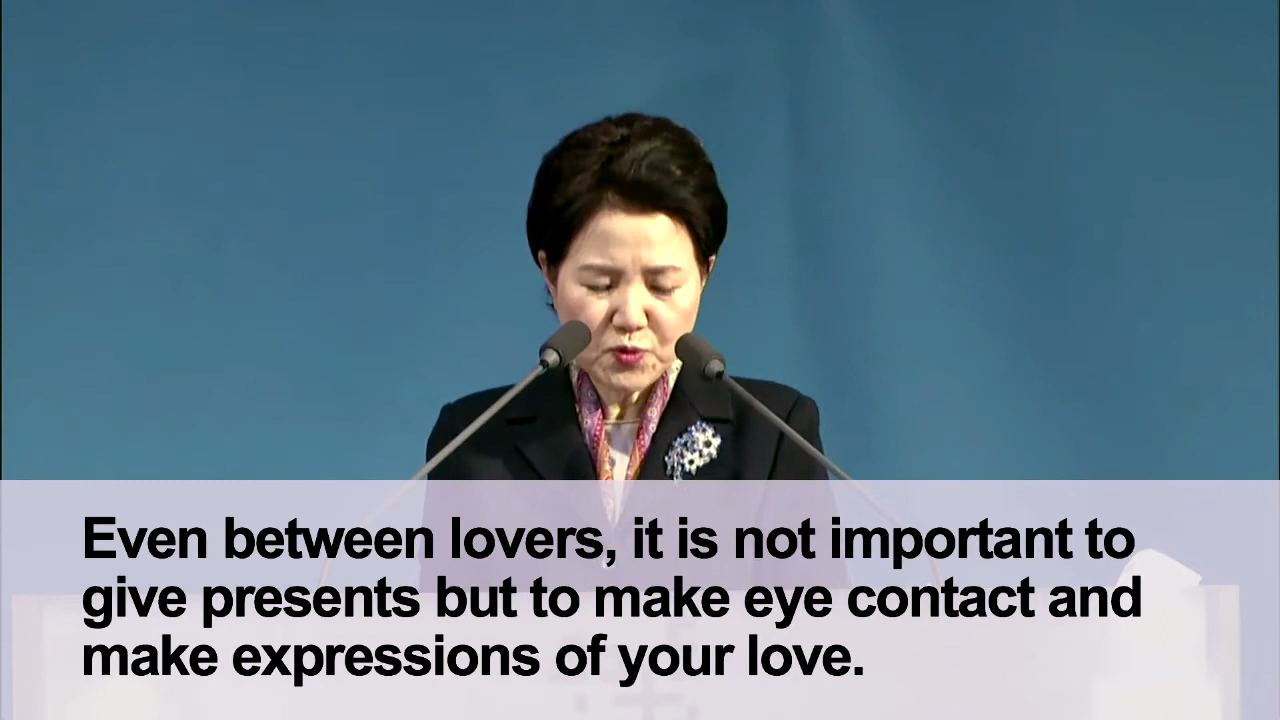 Even between lovers, it is not important to
give presents but to make eye contact and
make expressions of your love.